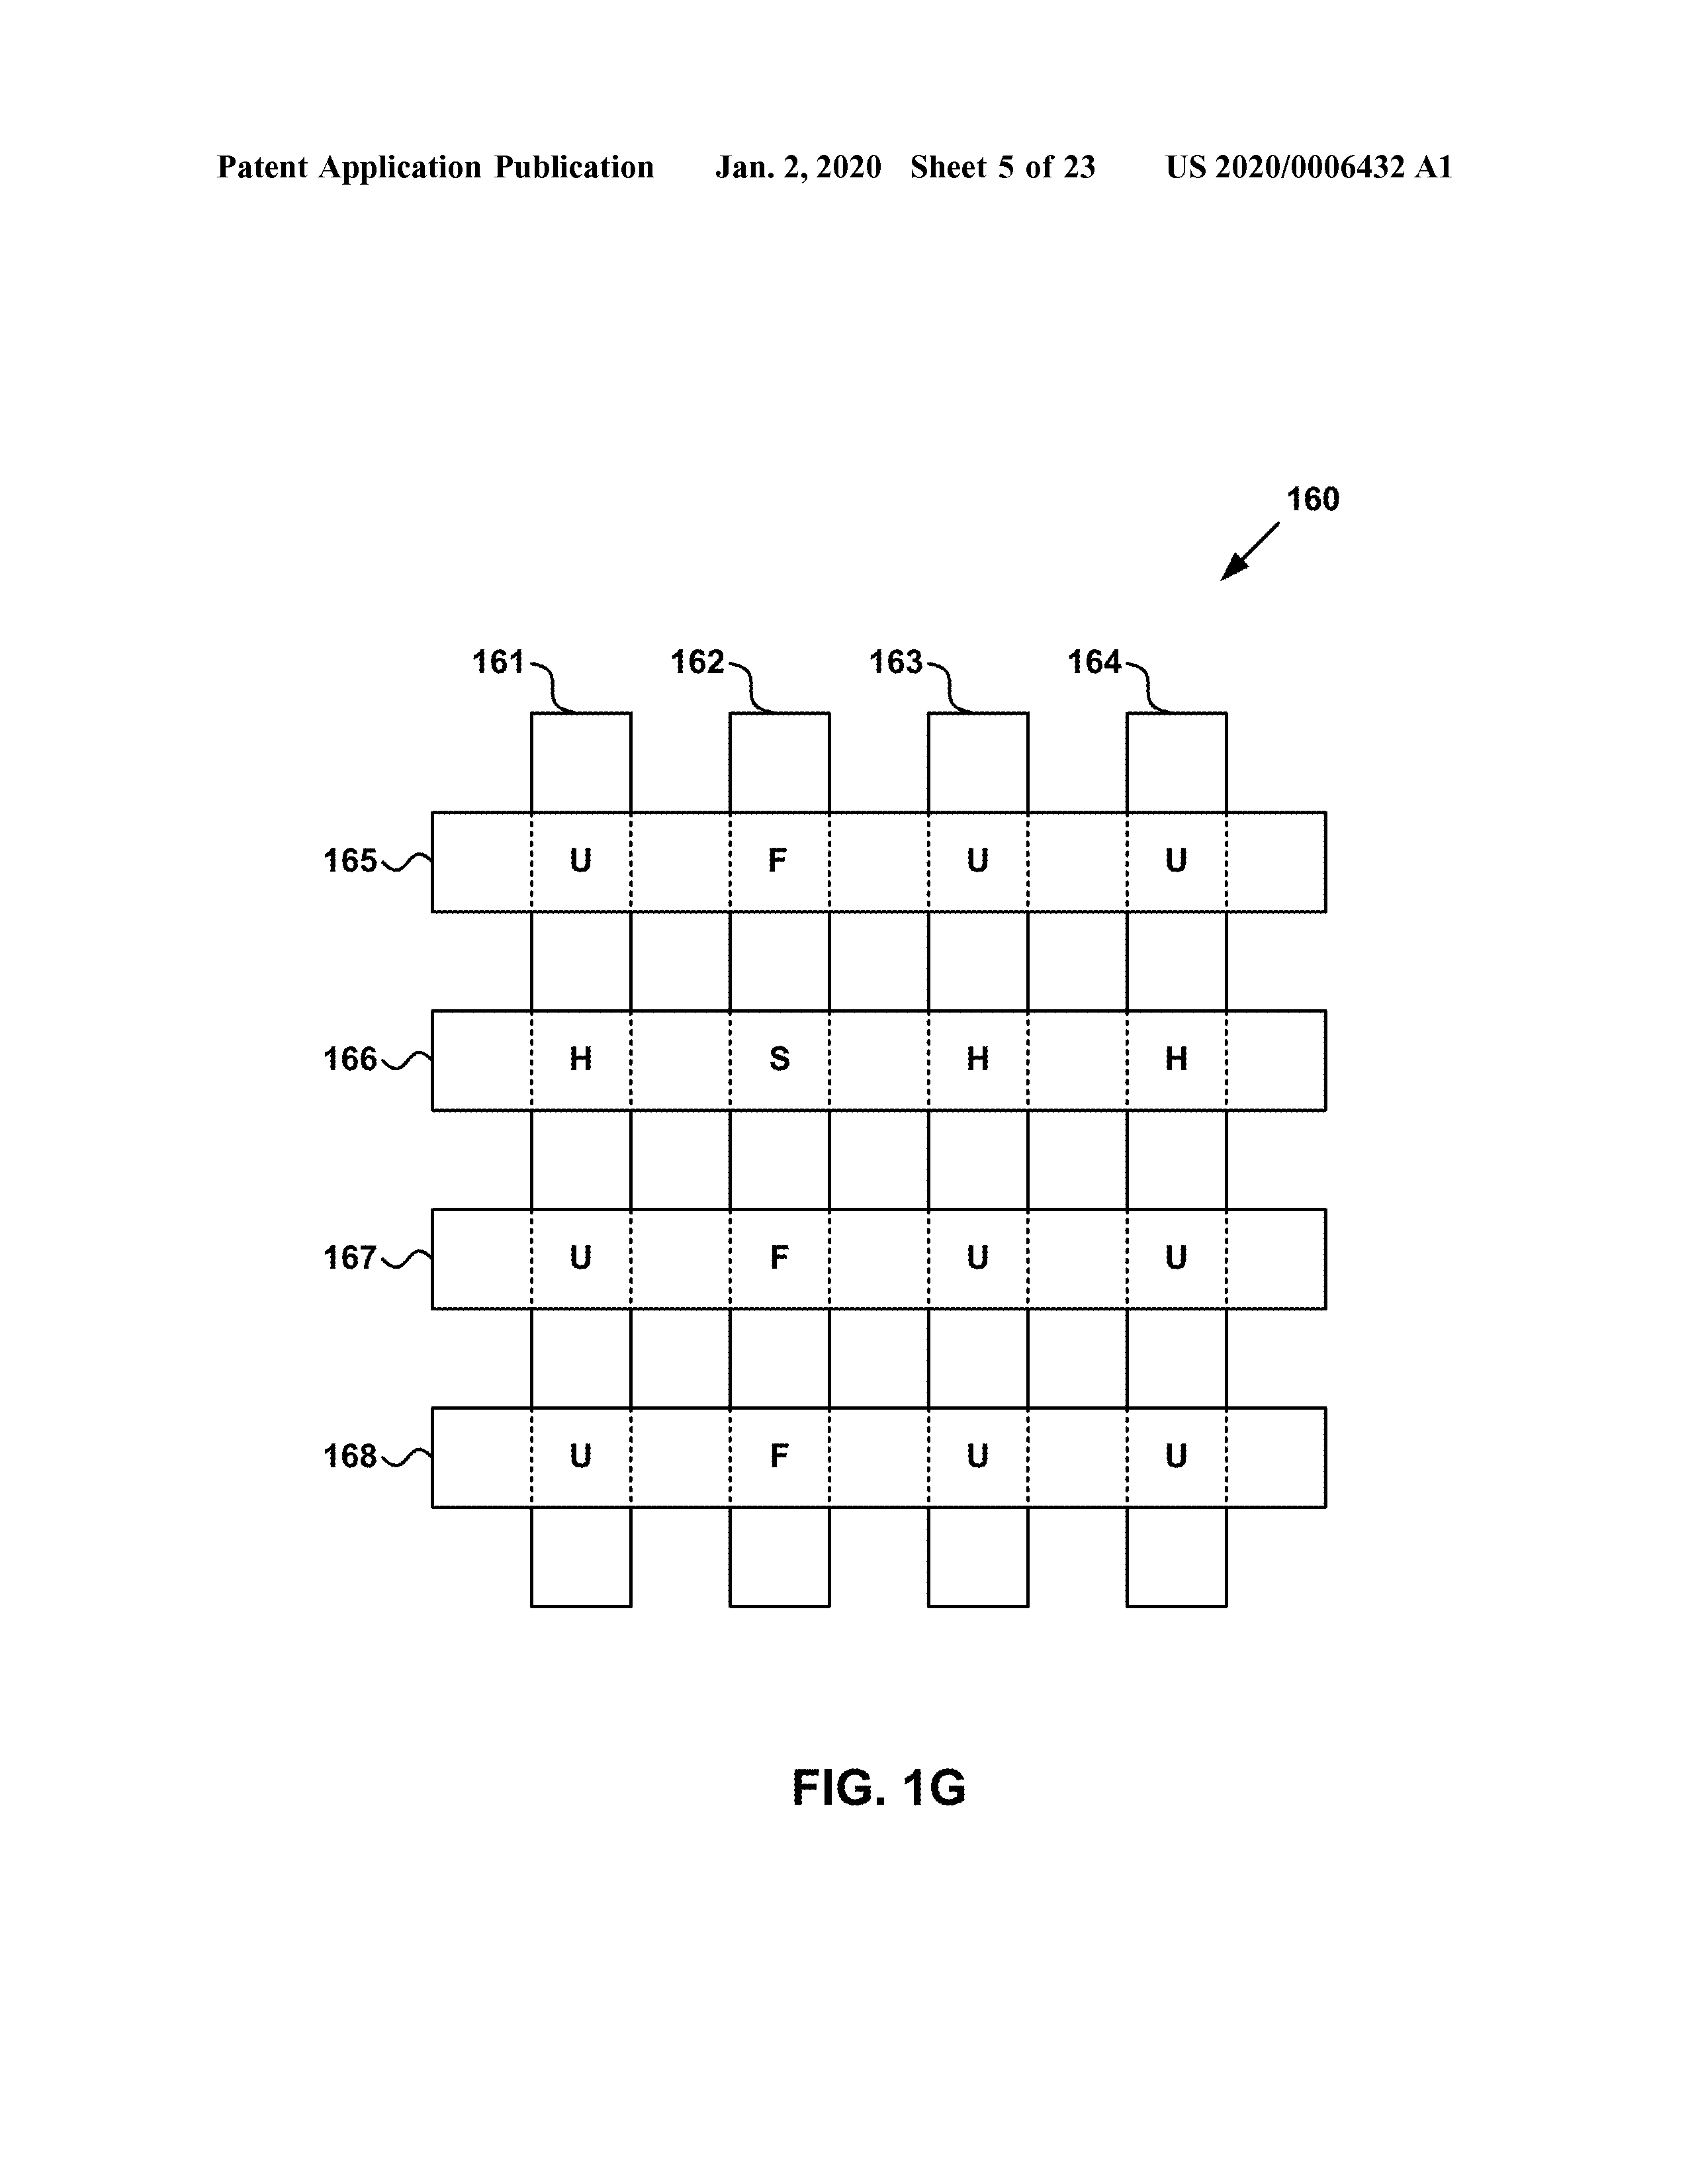 Patent Application Publication Jan. 2, 2020 Sheet 5 of 23 US 2020/0006432 A1
160
161 162 163 164
165 U F U U
166 H S H H
167 U F U U
168 U F U U
FIG. 1G